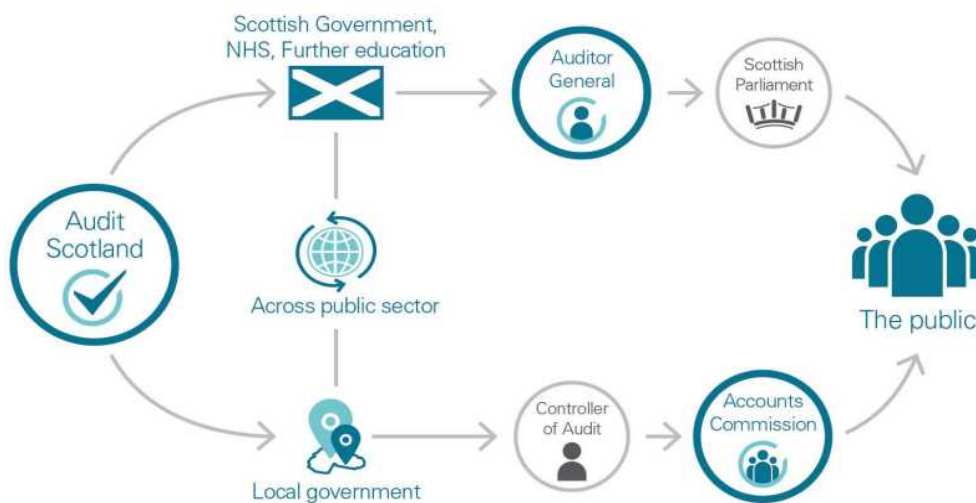 Scottish Government,
NHS, Further education
Auditor
General
Scottish
Parliament
Audit
Scotland
Across public sector
The public
Controller
of Audit
Accounts
Commission
Local government